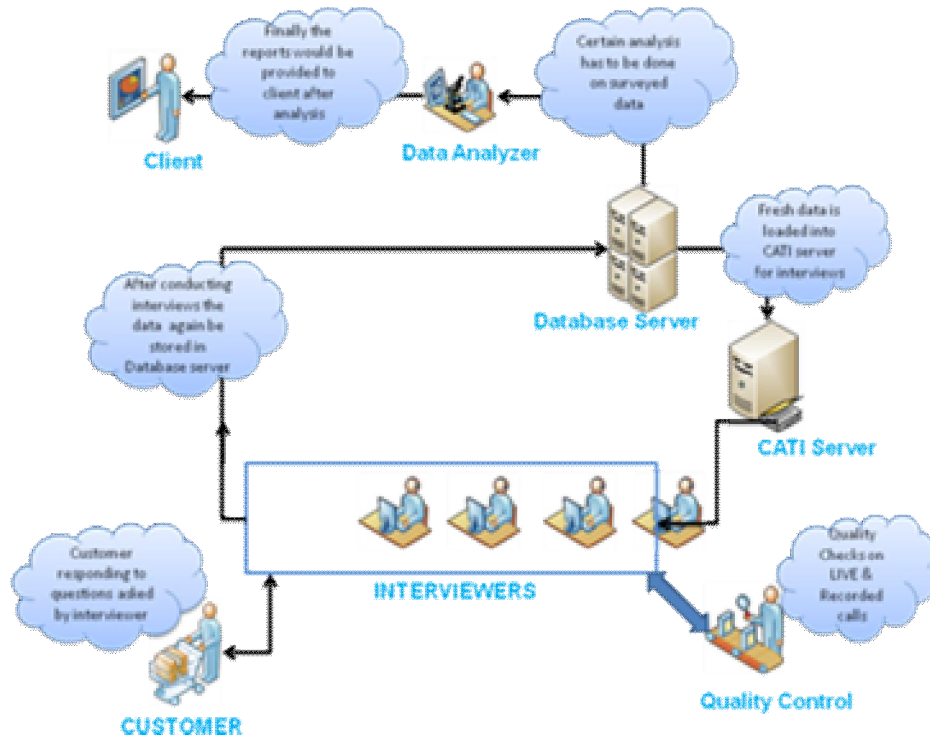 Finally the
reports would be
provided to
client after
analysis
Certain analysis
has to be done
on surveyed
data
Client
Data Analyzer
Fresh data is
loaded into
CATI server
for interviews
After conducting
interviews the
data again be
stored in
Database server
Database Server
CATI Server
Customer
responding to
questions asked
by interviewer
INTERVIEWERS
Quality
Checks on
LIVE &
Recorded
calls
CUSTOMER
Quality Control